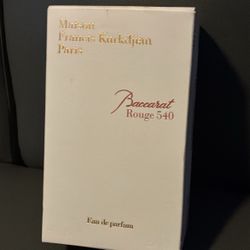 Maison
Francis Kurkdjian
Paris
Baccarat
Rouge 540
Eau de parfum